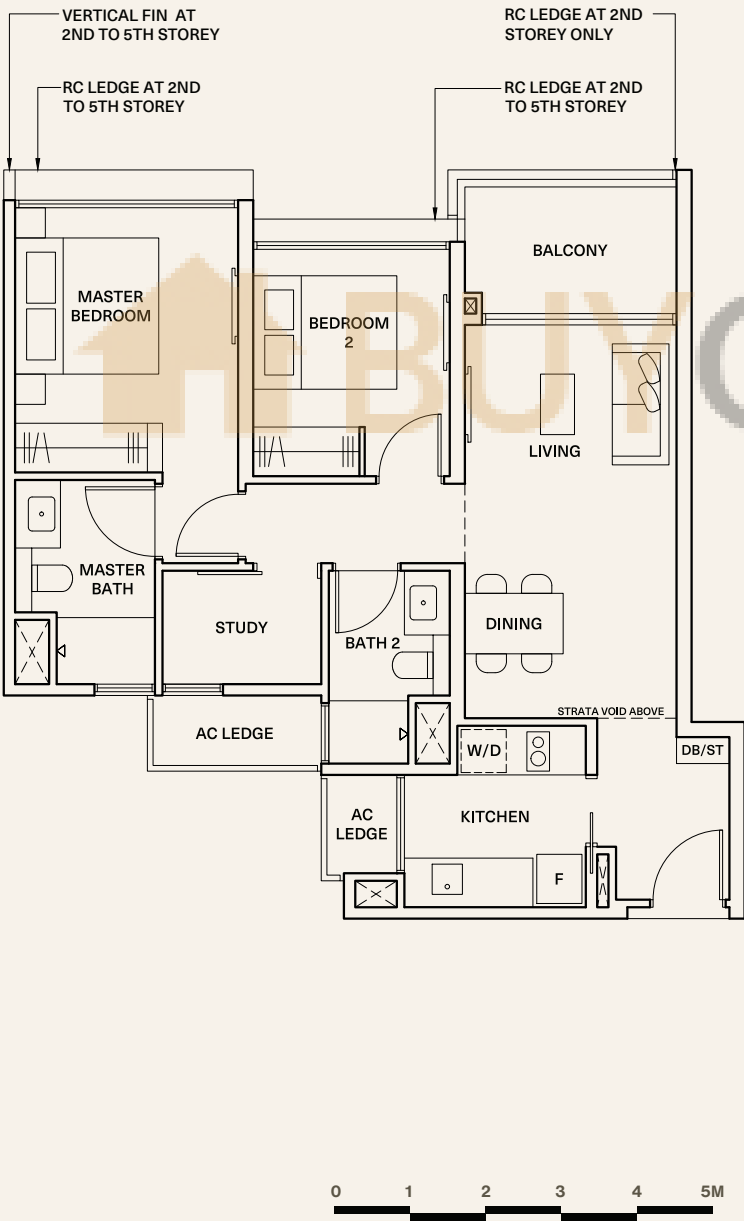 VERTICAL FIN AT
2ND TO 5TH STOREY
RC LEDGE AT 2ND
STOREY ONLY
RC LEDGE AT 2ND
TO 5TH STOREY
RC LEDGE AT 2ND
TO 5TH STOREY
BALCONY
MASTER
BEDROOM
BEDROOM
2
BUYC
LIVING
MASTER
BATH
STUDY
BATH 2
DINING
STRATA VOID ABOVE
AC LEDGE
W/D
DB/ST
AC
LEDGE
KITCHEN
F
0 1 2 3 4 5M